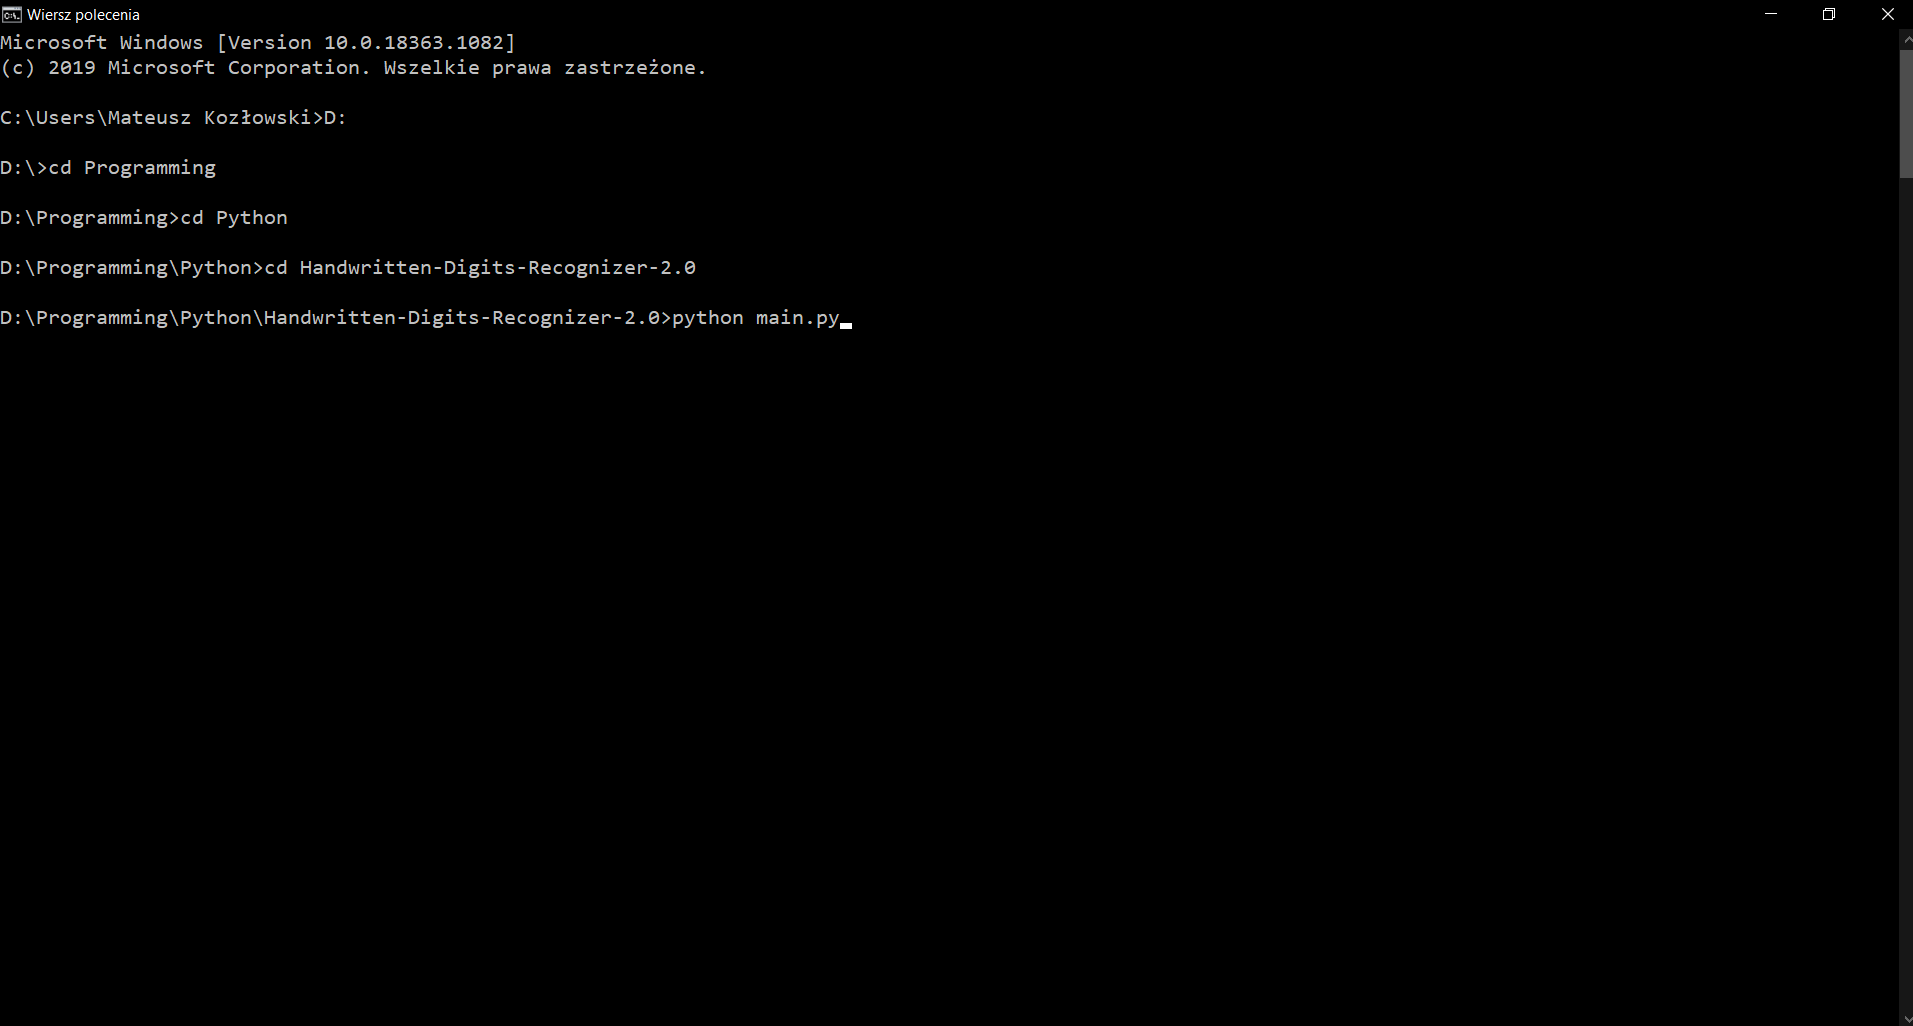 Wiersz polecenia
Microsoft Windows [Version 10.0.18363.1082]
(c) 2019 Microsoft Corporation. Wszelkie prawa zastrzeżone.
C:\Users\Mateusz Kozłowski>D:
D:\>cd Programming
D:\Programming>cd Python
D:\Programming\Python>cd Handwritten-Digits-Recognizer-2.0
D:\Programming\Python\Handwritten-Digits-Recognizer-2.0>python main.py